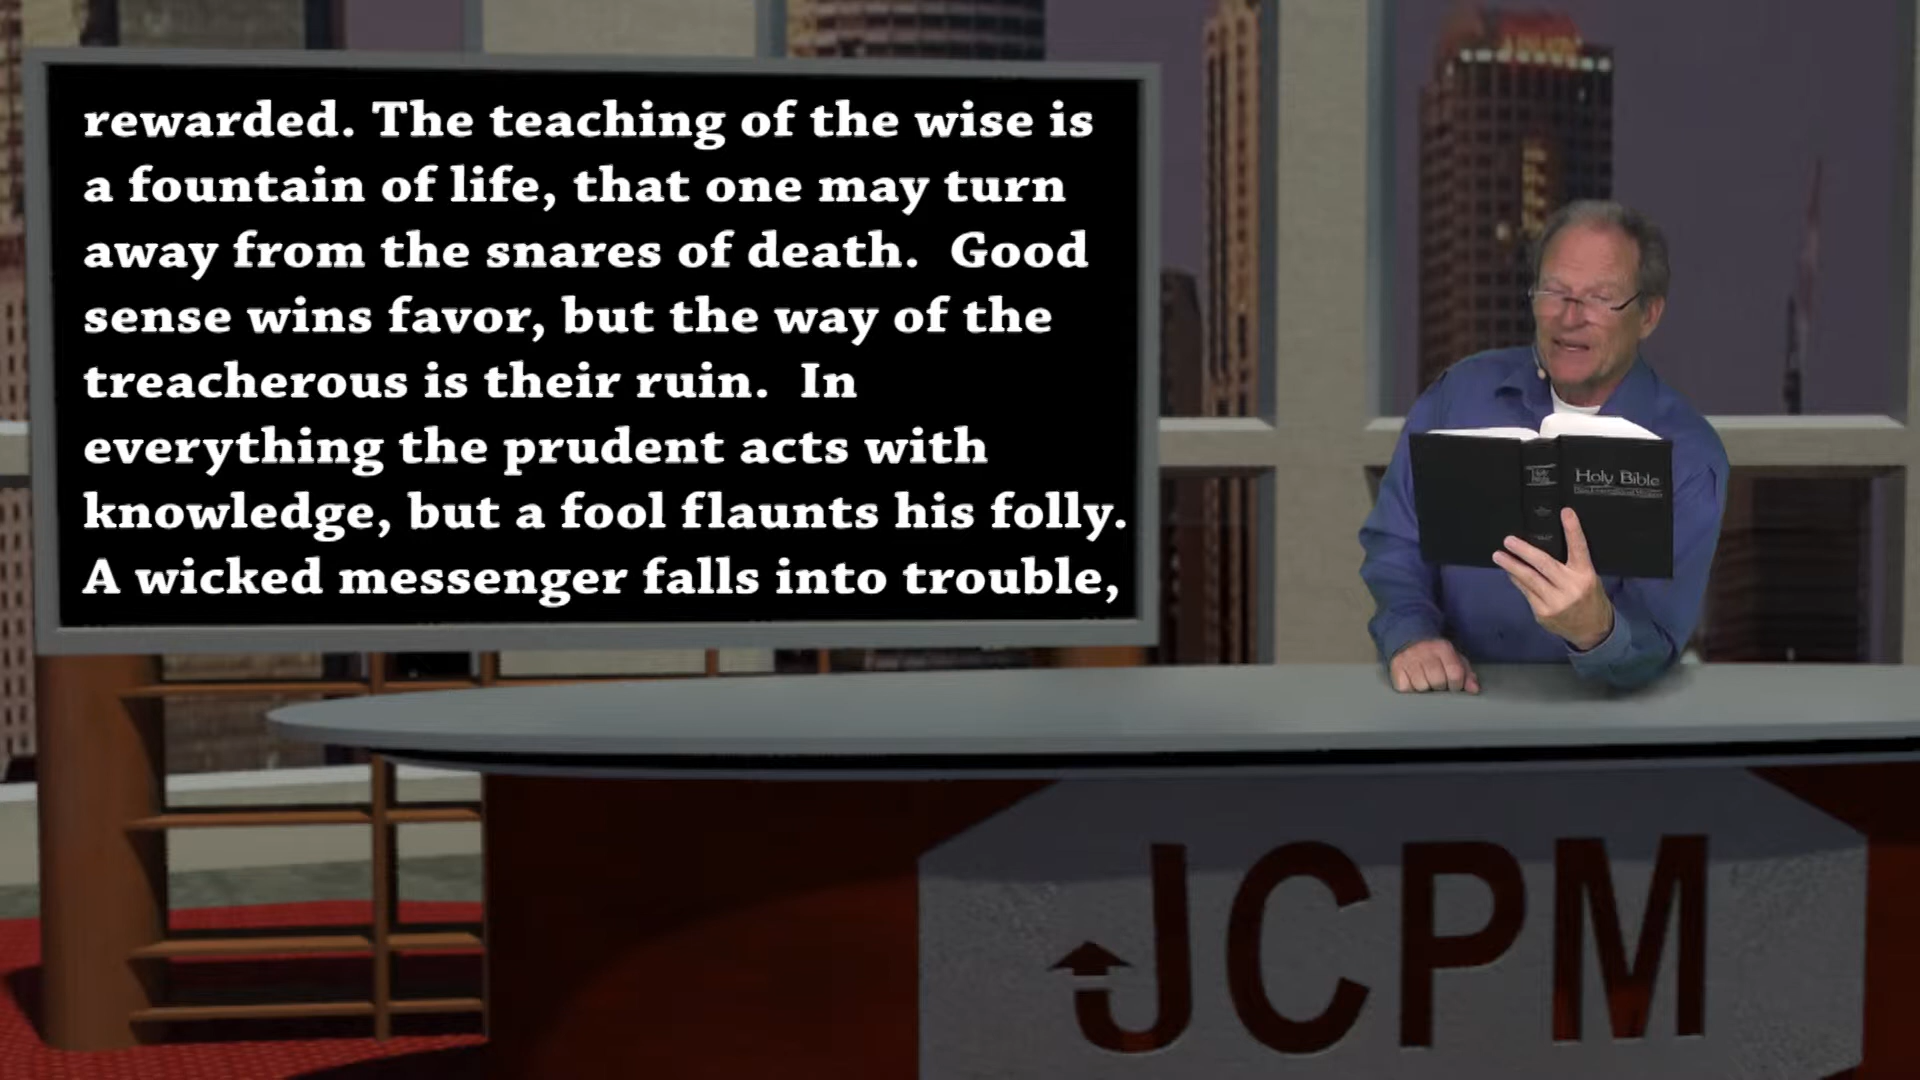 rewarded. The teaching of the wise is
a fountain of life, that one may turn
away from the snares of death.  Good
sense wins favor, but the way of the
treacherous is their ruin.  In
everything the prudent acts with
knowledge, but a fool flaunts his folly.
A wicked messenger falls into trouble,
Holy Bible
JCPM